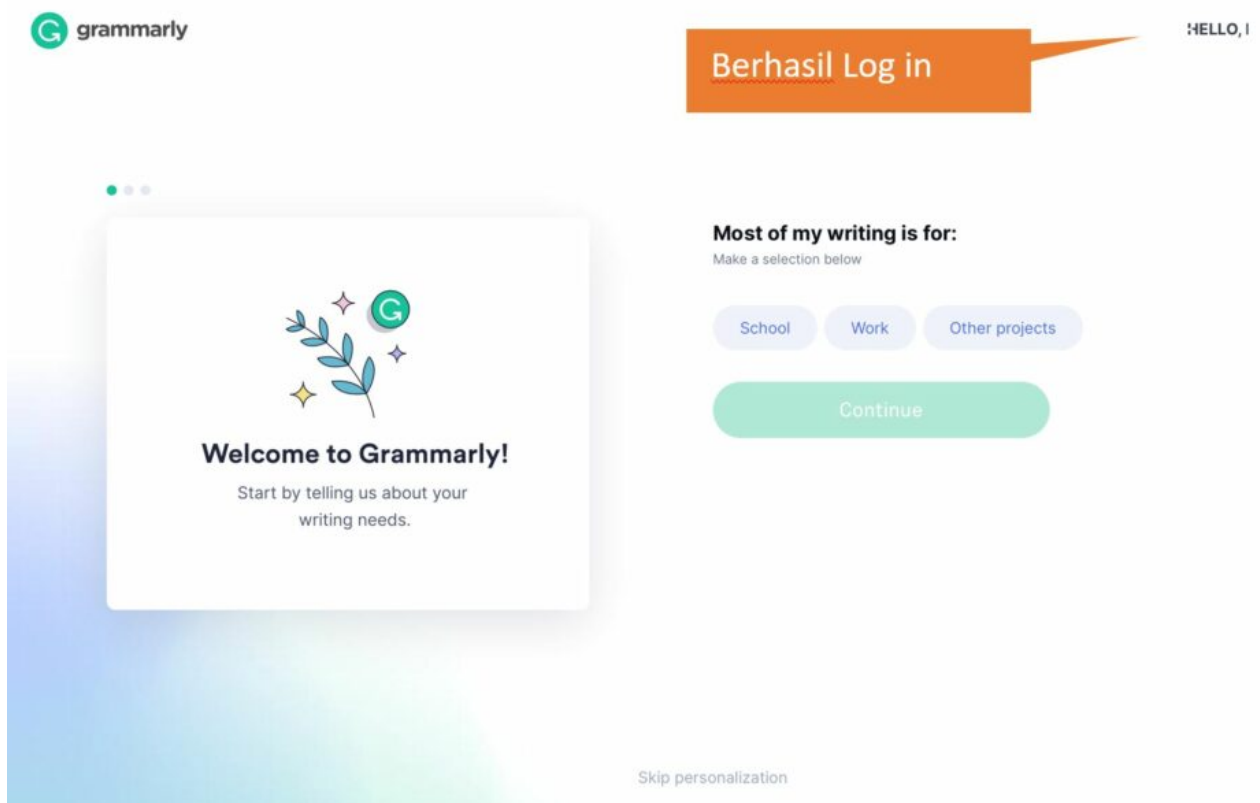 grammarly
HELLO, I
Berhasil Log in
Most of my writing is for:
Make a selection below
School Work Other projects
Continue
Welcome to Grammarly!
Start by telling us about your
writing needs.
Skip personalization